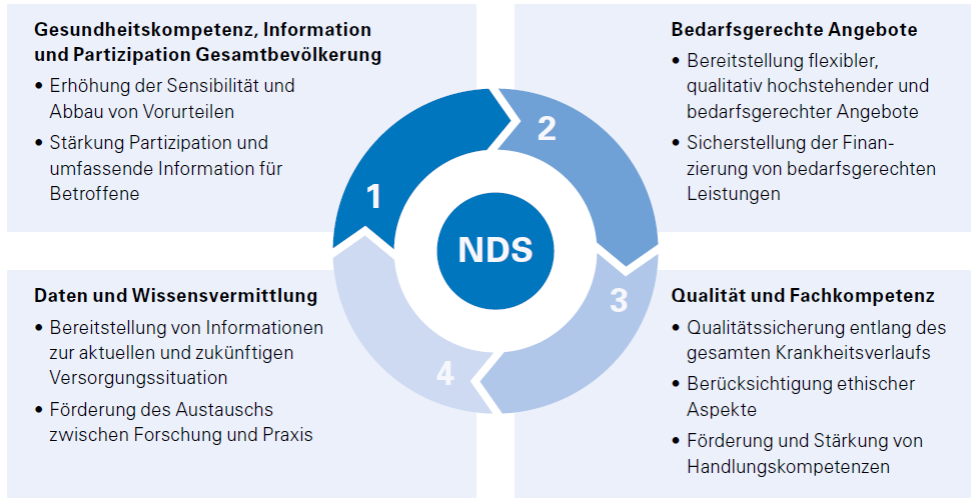 Gesundheitskompetenz, Information
und Partizipation Gesamtbevölkerung
• Erhöhung der Sensibilität und
Abbau von Vorurteilen
• Stärkung Partizipation und
umfassende Information für
Betroffene
1
Bedarfsgerechte Angebote
• Bereitstellung flexibler,
qualitativ hochstehender und
bedarfsgerechter Angebote
• Sicherstellung der Finan-
zierung von bedarfsgerechten
Leistungen
2
NDS
Qualität und Fachkompetenz
• Qualitätssicherung entlang des
gesamten Krankheitsverlaufs
• Berücksichtigung ethischer
Aspekte
• Förderung und Stärkung von
Handlungskompetenzen
3
Daten und Wissensvermittlung
• Bereitstellung von Informationen
zur aktuellen und zukünftigen
Versorgungssituation
• Förderung des Austauschs
zwischen Forschung und Praxis
4